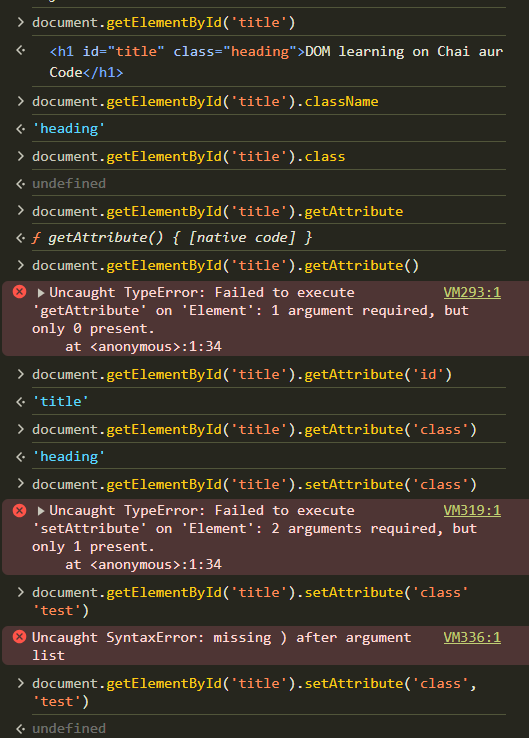 > document.getElementById('title')
<· <h1 id="title" class="heading">DOM learning on Chai aur
Code</h1>
> document.getElementById('title').className
<· 'heading'
> document.getElementById('title').class
<· undefined
> document.getElementById('title').getAttribute
<· ƒ getAttribute() { [native code] }
> document.getElementById('title').getAttribute()
Uncaught TypeError: Failed to execute VM293:1
'getAttribute' on 'Element': 1 argument required, but
only 0 present.
at <anonymous>:1:34
> document.getElementById('title').getAttribute('id')
<· 'title'
> document.getElementById('title').getAttribute('class')
<· 'heading'
> document.getElementById('title').setAttribute('class')
Uncaught TypeError: Failed to execute VM319:1
'setAttribute' on 'Element': 2 arguments required, but
only 1 present.
at <anonymous>:1:34
> document.getElementById('title').setAttribute('class'
'test')
Uncaught SyntaxError: missing ) after argument VM336:1
list
> document.getElementById('title').setAttribute('class',
'test')
<· undefined